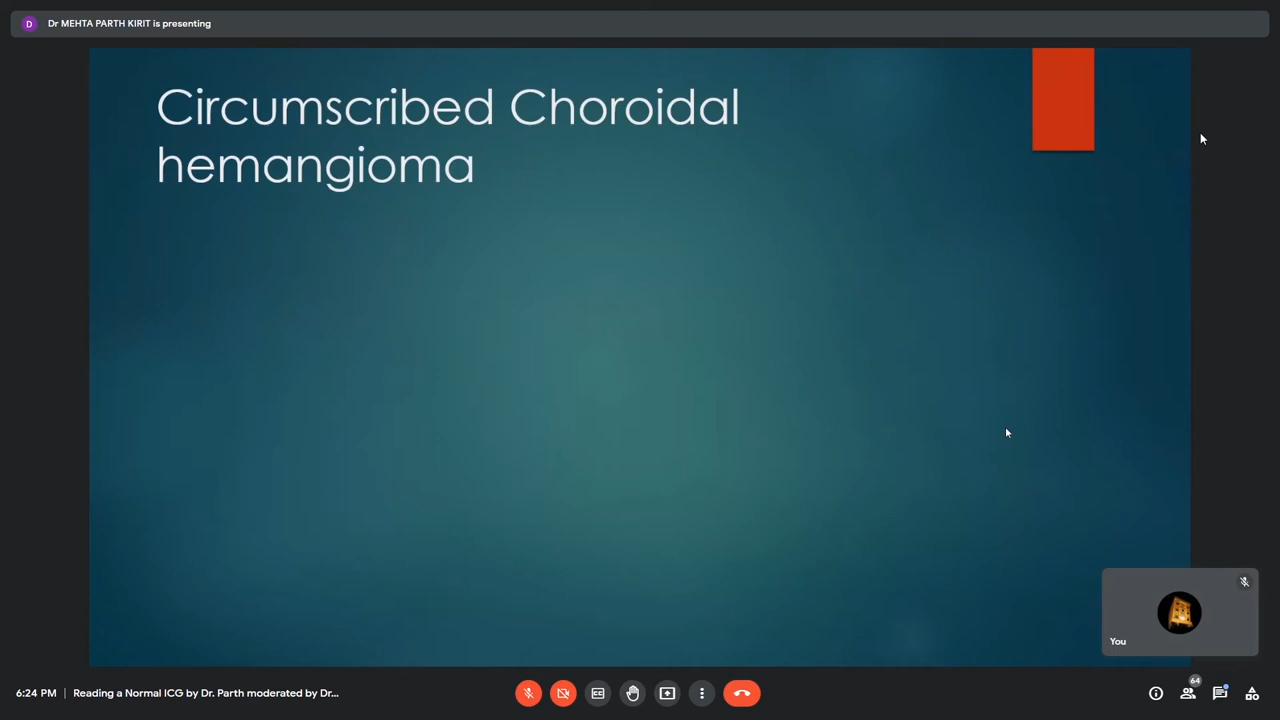 D Dr MEHTA PARTH KIRIT is presenting
Circumscribed Choroidal
hemangioma
You
6:24 PM | Reading a Normal ICG by Dr. Parth moderated by Dr...
CC
64